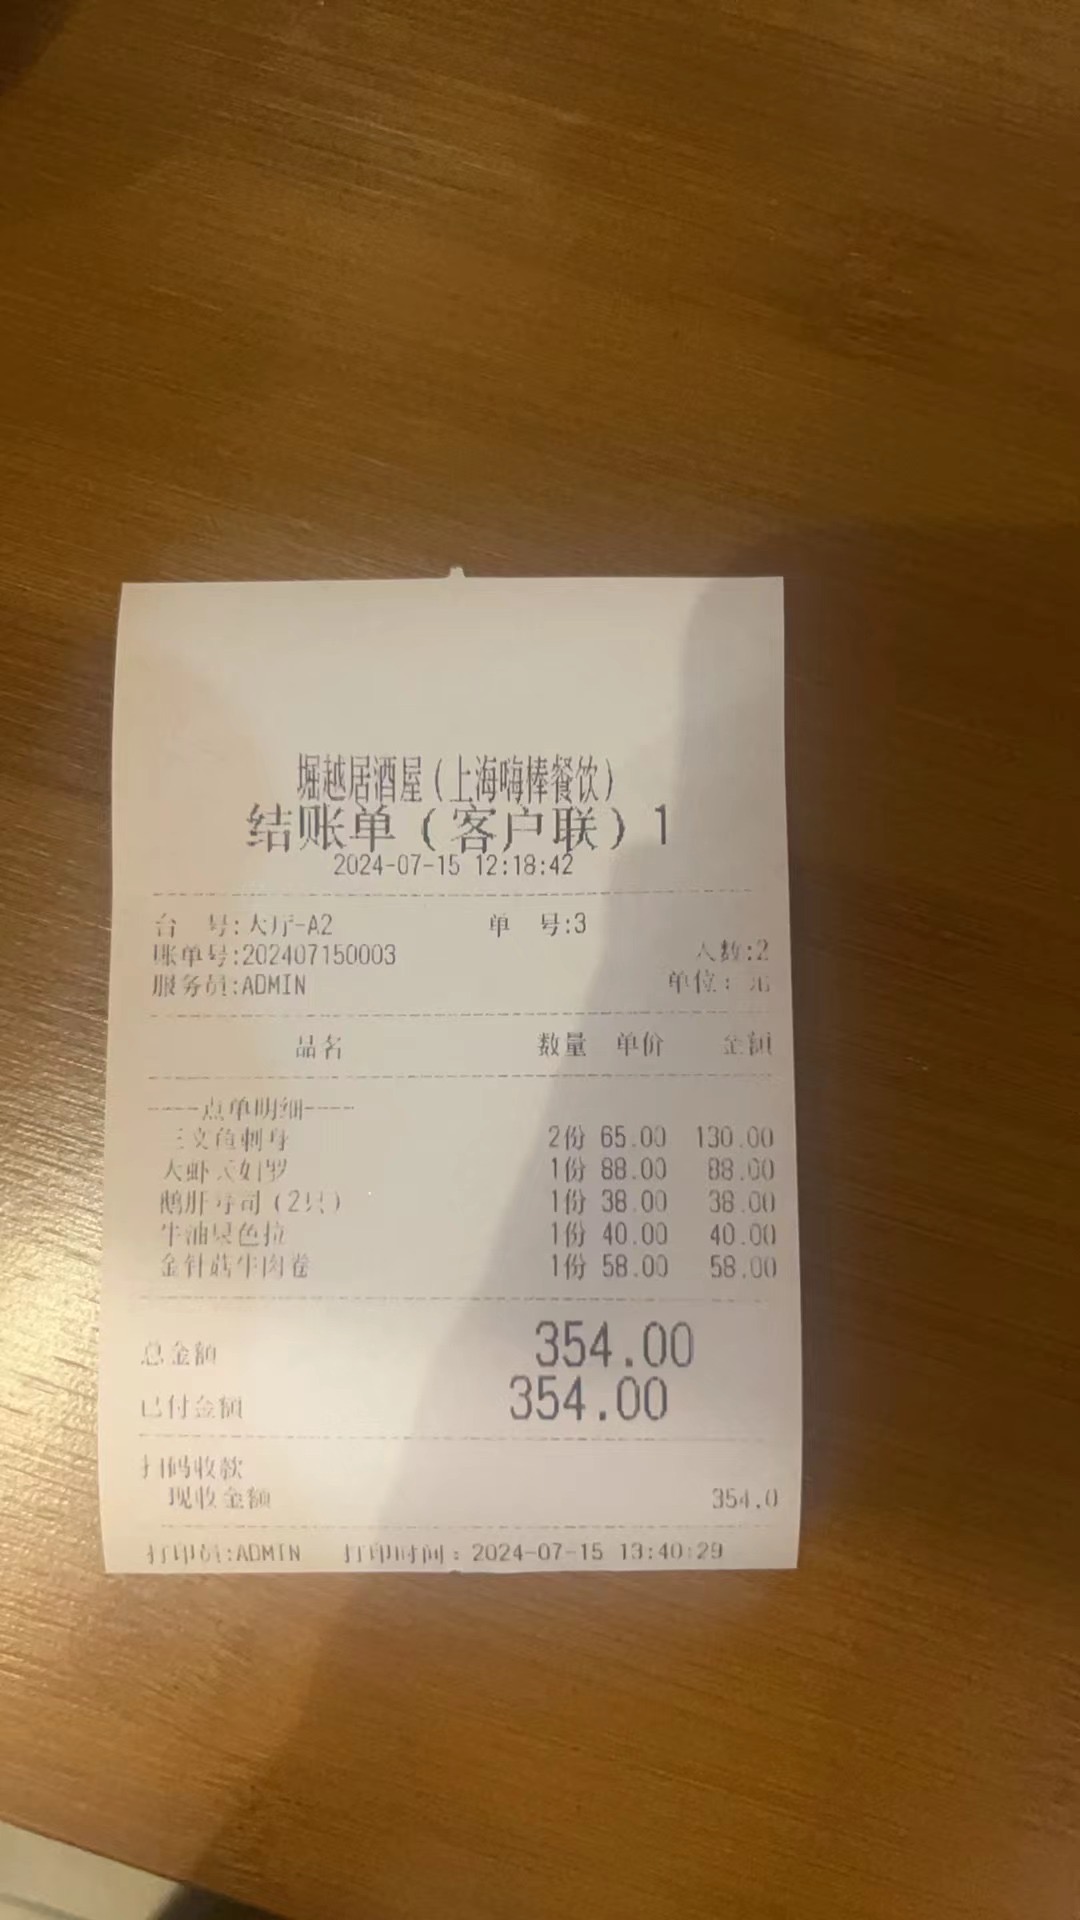 堀越居酒屋(上海嗨棒餐饮)
结账单(客户联)1
2024-07-15 12:18:42
台 号:大厅-A2 单 号:3
账单号:202407150003 人数:2
服务员:ADMIN 单位: 元
品名 数量 单价 金额
----点单明细----
三文鱼刺身 2份 65.00 130.00
大虾天妇罗 1份 88.00 88.00
鹅肝寿司(2只) 1份 38.00 38.00
牛油果色拉 1份 40.00 40.00
金针菇牛肉卷 1份 58.00 58.00
总金额 354.00
已付金额 354.00
扫码收款
现收金额 354.0
打印员:ADMIN 打印时间:2024-07-15 13:40:29